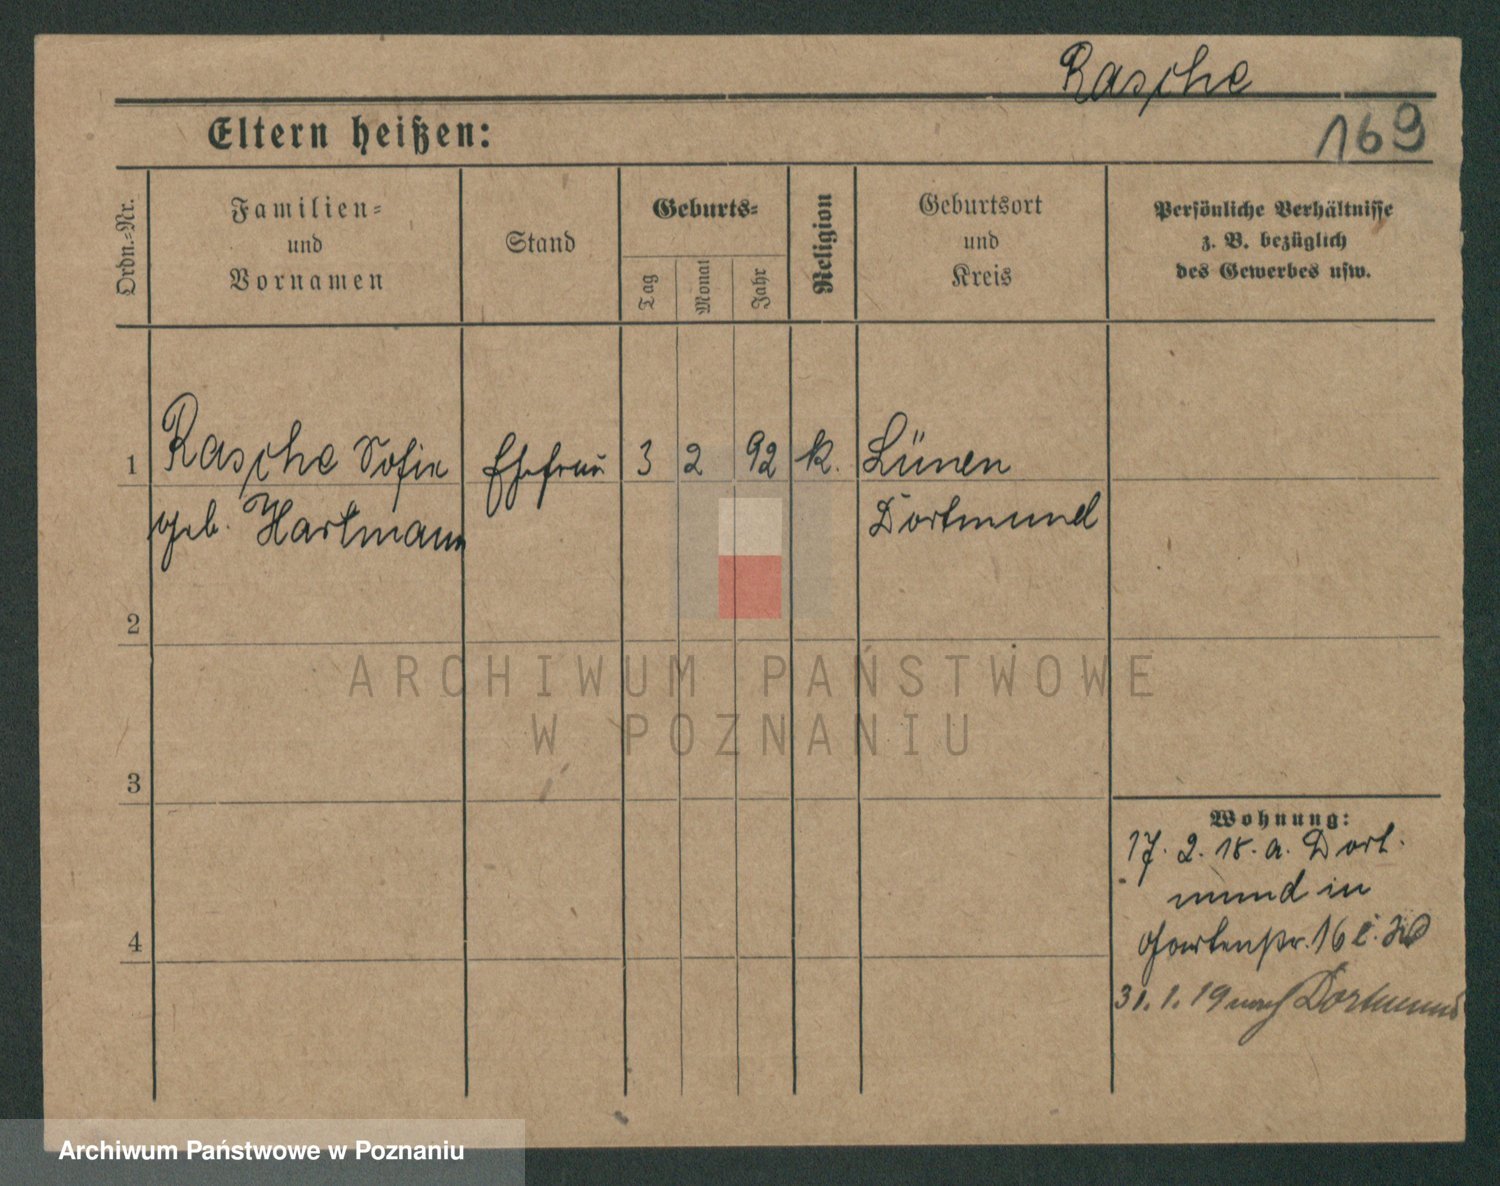 Rasche
169
Eltern heißen:
Ordn.-Nr.
Familien-
und
Vornamen
Stand
Geburts-
Tag
Monat
Jahr
Religion
Geburtsort
und
Kreis
Persönliche Verhältnisse
z. B. bezüglich
des Gewerbes usw.
1 Rasche Sofie Ehefrau 3 2 92 k. Lünen
geb. Hartmann Dortmund
2
3
4
Wohnung:
17. 2. 18. a. Dort-
mund in
Gartenstr. 16
31. 1. 19 nach Dortmund
ARCHIWUM PAŃSTWOWE
W POZNANIU
Archiwum Państwowe w Poznaniu